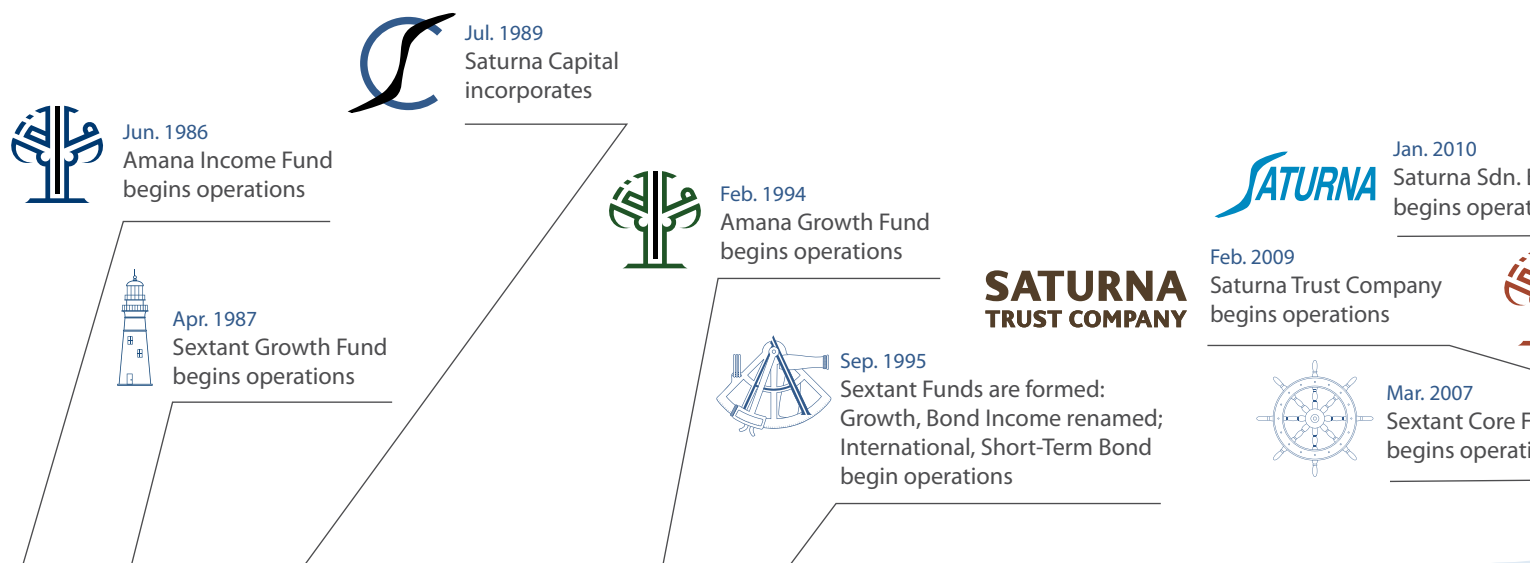 Jul. 1989
Saturna Capital
incorporates
Jun. 1986
Amana Income Fund
begins operations
Apr. 1987
Sextant Growth Fund
begins operations
Feb. 1994
Amana Growth Fund
begins operations
Sep. 1995
Sextant Funds are formed:
Growth, Bond Income renamed;
International, Short-Term Bond
begin operations
SATURNA
TRUST COMPANY
Feb. 2009
Saturna Trust Company
begins operations
SATURNA
Jan. 2010
Saturna Sdn.
begins
Mar. 2007
Sextant Core
begins